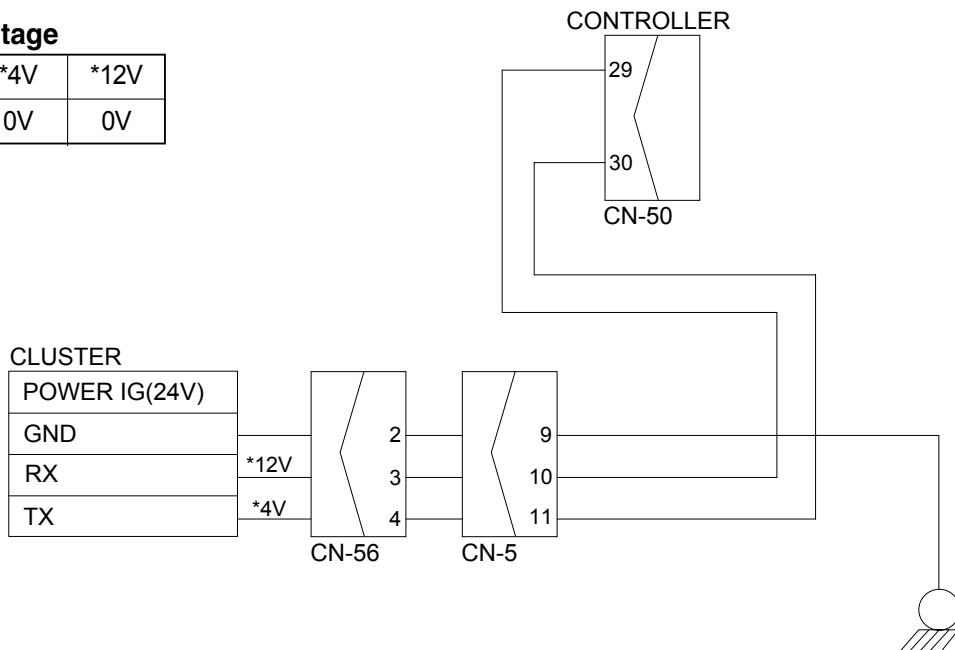 tage
*4V *12V
0V 0V
CONTROLLER
29
30
CN-50
CLUSTER
POWER IG(24V)
GND
RX
TX
*12V
*4V
2
3
4
CN-56
9
10
11
CN-5